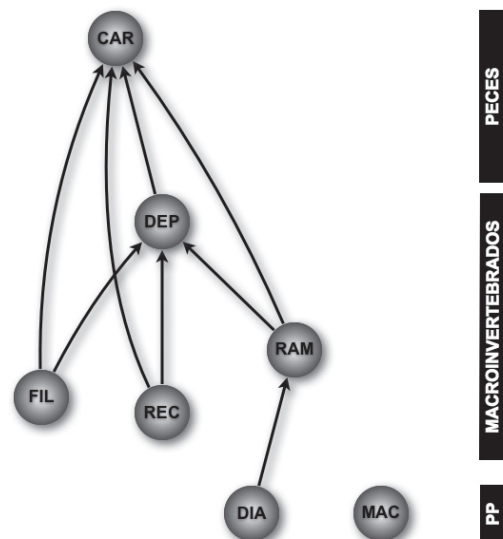 CAR
PECES
DEP
MACROINVERTEBRADOS
RAM
FIL
REC
DIA
MAC
PP